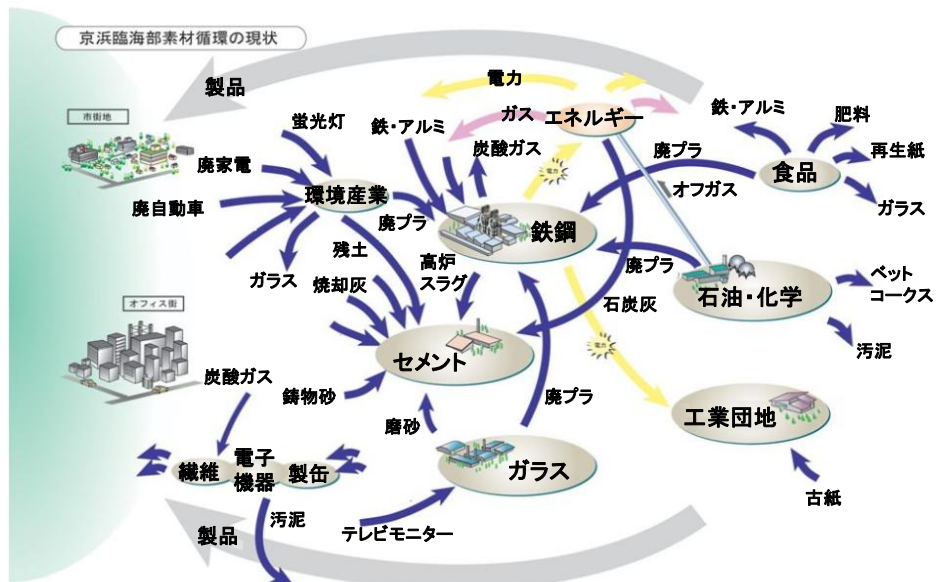 京浜臨海部素材循環の現状
製品
電力
市街地
蛍光灯
鉄・アルミ
ガス
エネルギー
鉄・アルミ
肥料
廃家電
炭酸ガス
廃プラ
再生紙
電力
食品
環境産業
オフガス
廃自動車
ガラス
廃プラ
鉄鋼
残土
高炉
スラグ
廃プラ
ペット
コークス
ガラス
焼却灰
石炭灰
石油・化学
オフィス街
電力
汚泥
セメント
炭酸ガス
鋳物砂
廃プラ
工業団地
磨砂
繊維
電子
機器
製缶
ガラス
古紙
汚泥
製品
テレビモニター